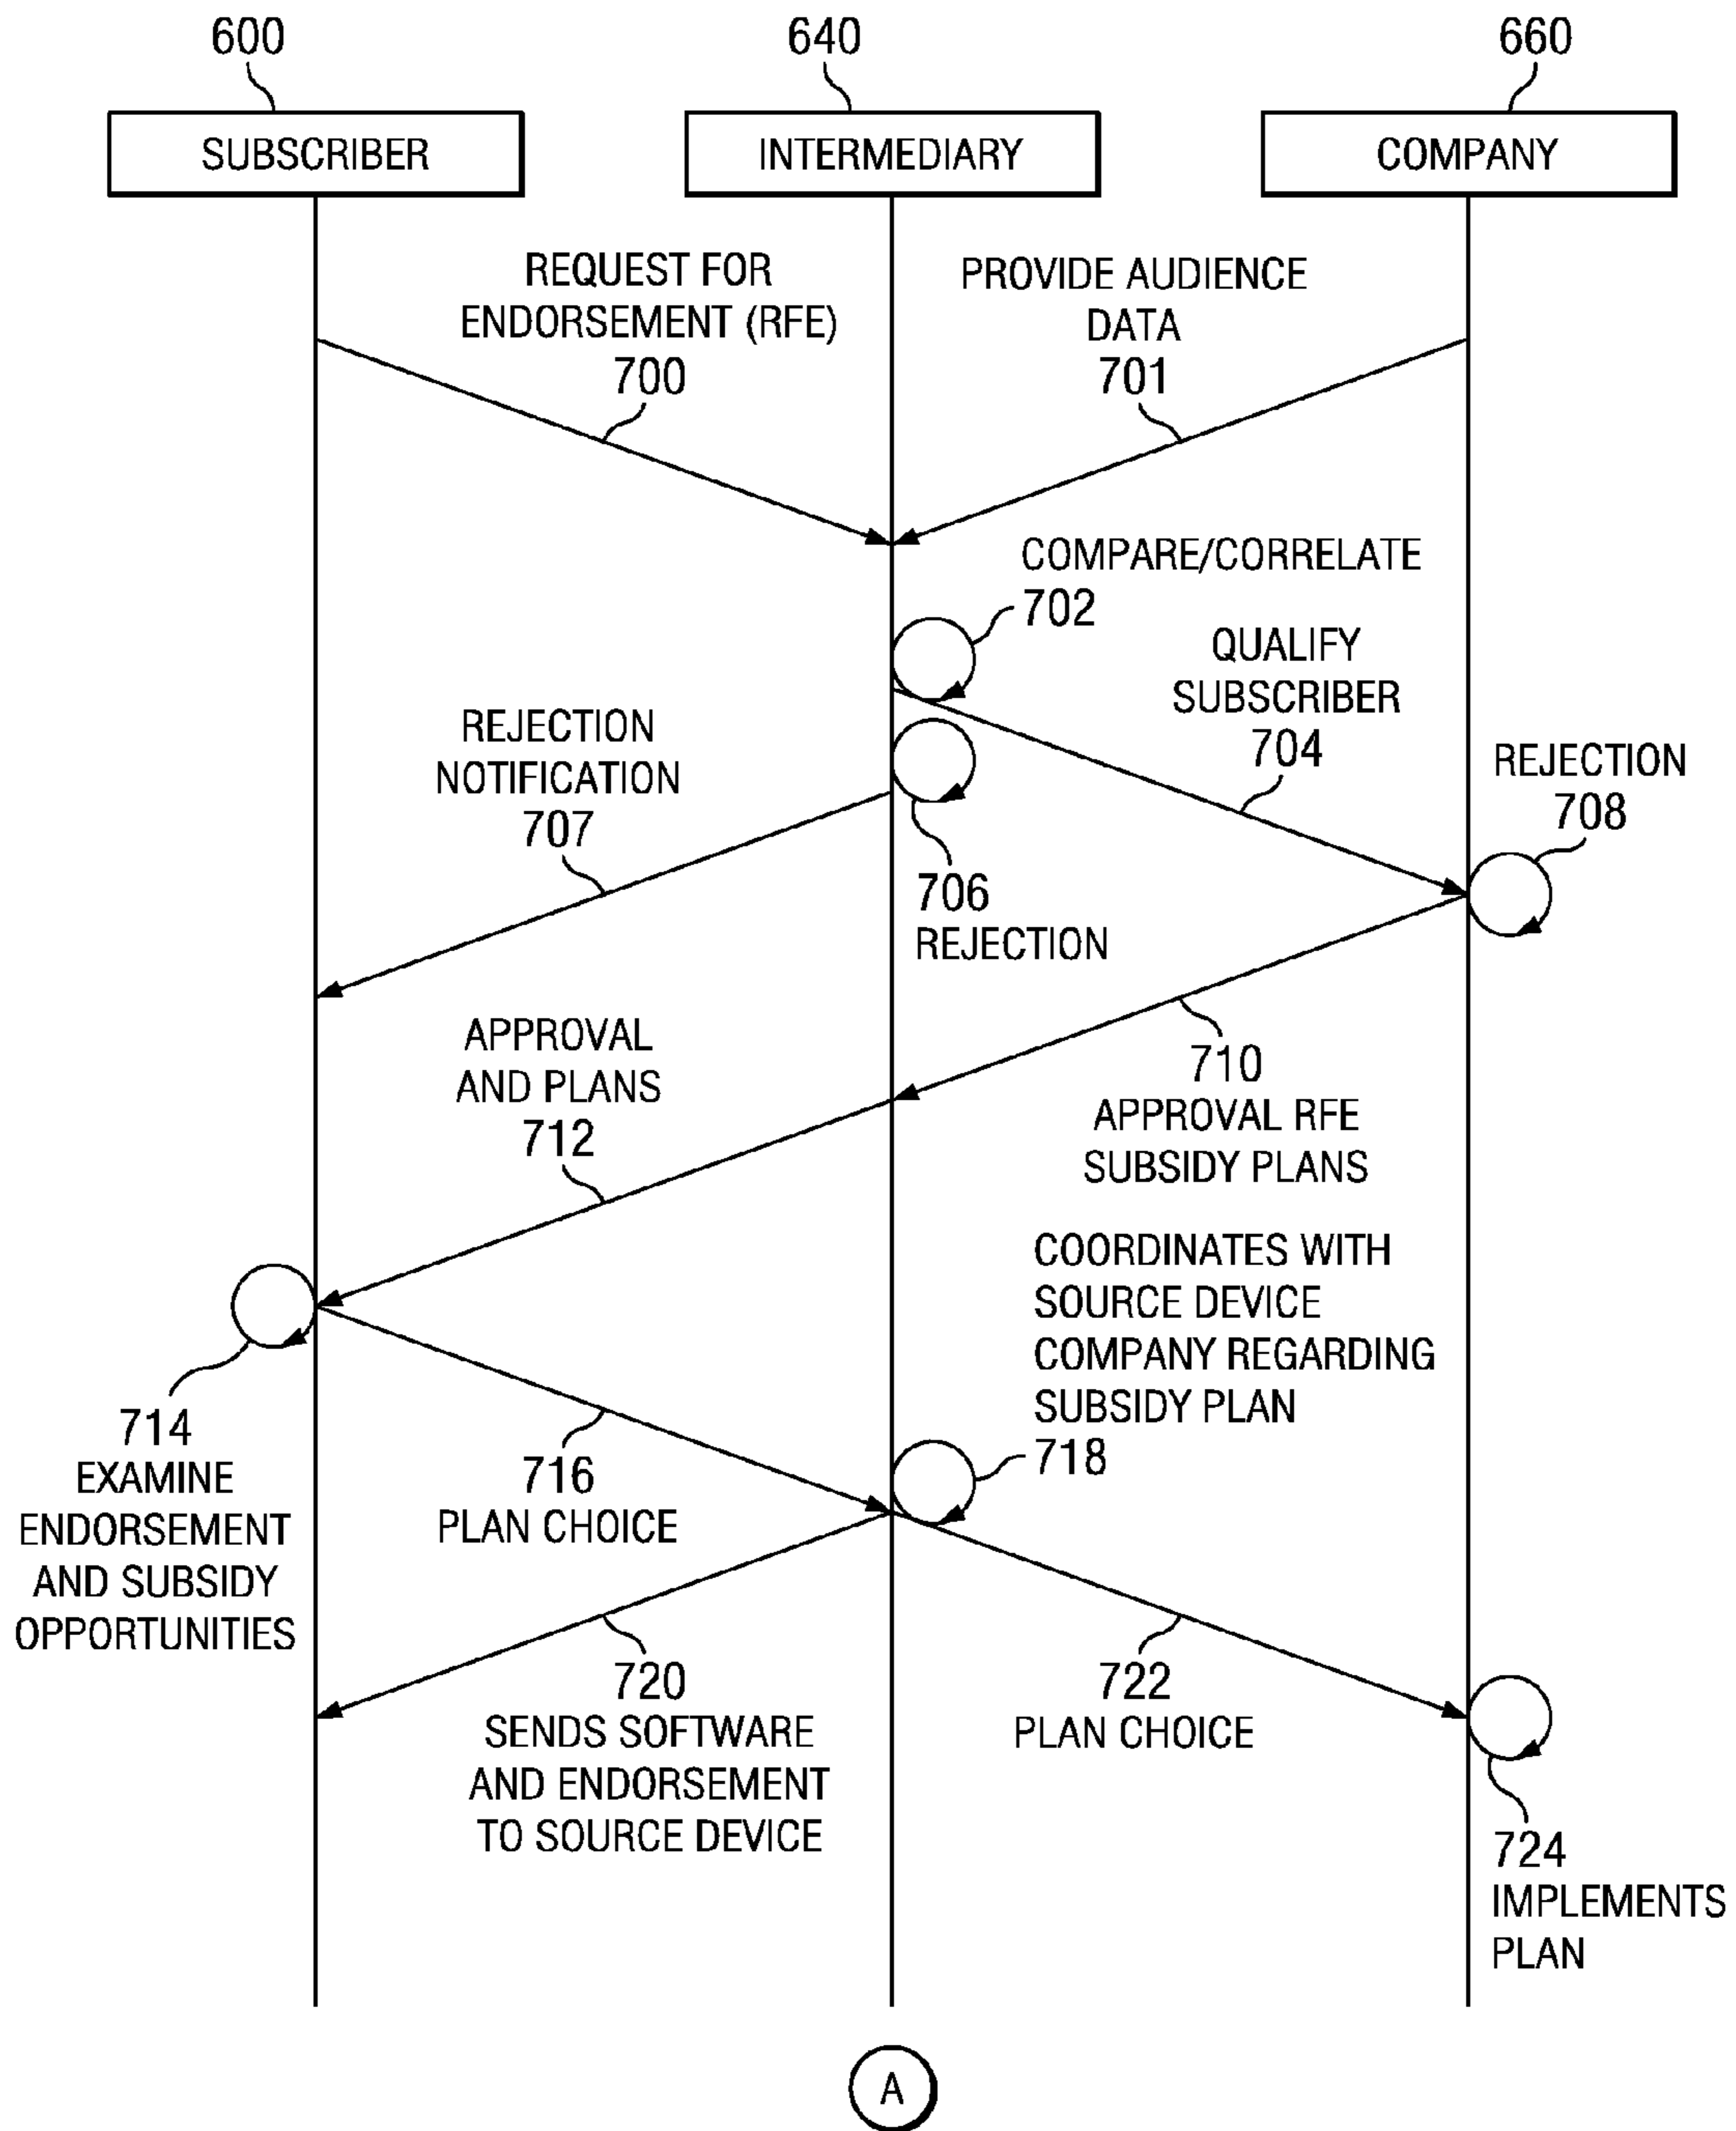 600
640
660
SUBSCRIBER
INTERMEDIARY
COMPANY
REQUEST FOR
ENDORSEMENT (RFE)
700
PROVIDE AUDIENCE
DATA
701
COMPARE/CORRELATE
702
QUALIFY
SUBSCRIBER
704
REJECTION
NOTIFICATION
707
REJECTION
708
706
REJECTION
APPROVAL
AND PLANS
712
710
APPROVAL RFE
SUBSIDY PLANS
COORDINATES WITH
SOURCE DEVICE
COMPANY REGARDING
SUBSIDY PLAN
718
714
EXAMINE
ENDORSEMENT
AND SUBSIDY
OPPORTUNITIES
716
PLAN CHOICE
720
SENDS SOFTWARE
AND ENDORSEMENT
TO SOURCE DEVICE
722
PLAN CHOICE
724
IMPLEMENTS
PLAN
A